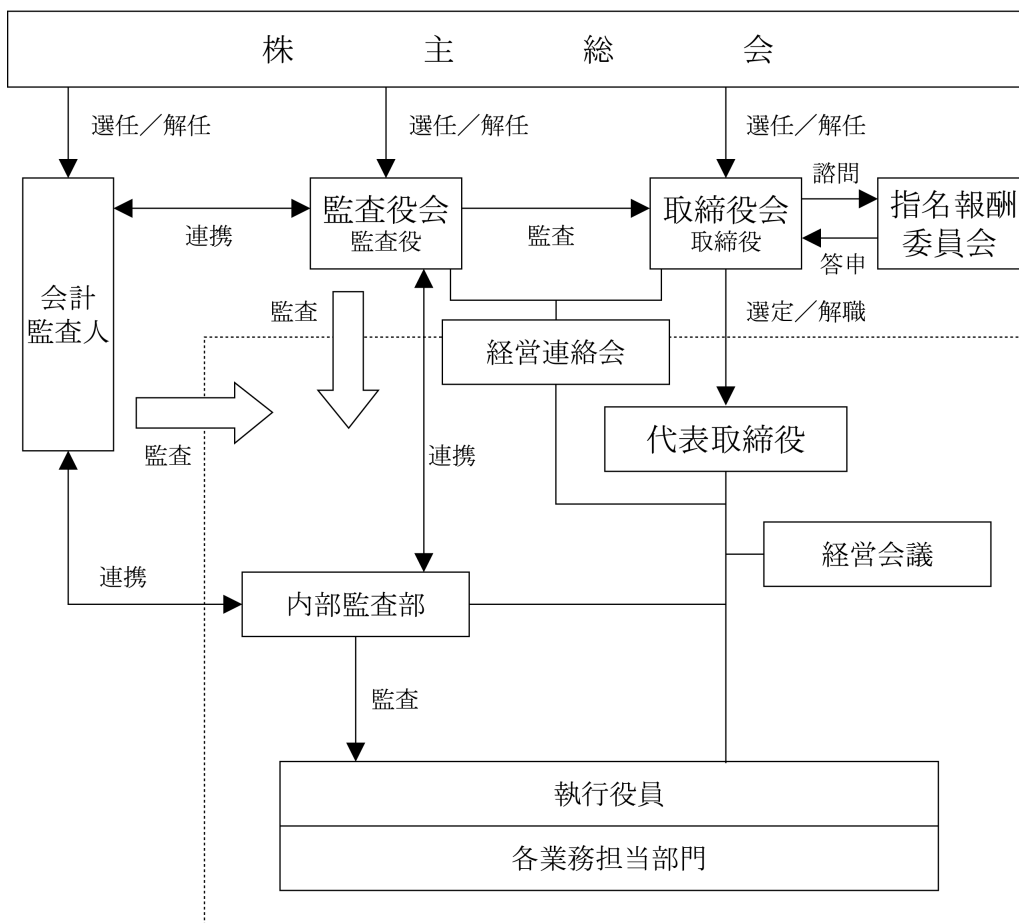 株主総会
選任／解任
選任／解任
選任／解任
諮問
監査役会
監査役
取締役会
取締役
指名報酬
委員会
連携
監査
答申
会計
監査人
監査
選定／解職
経営連絡会
代表取締役
監査
連携
経営会議
連携
内部監査部
監査
執行役員
各業務担当部門